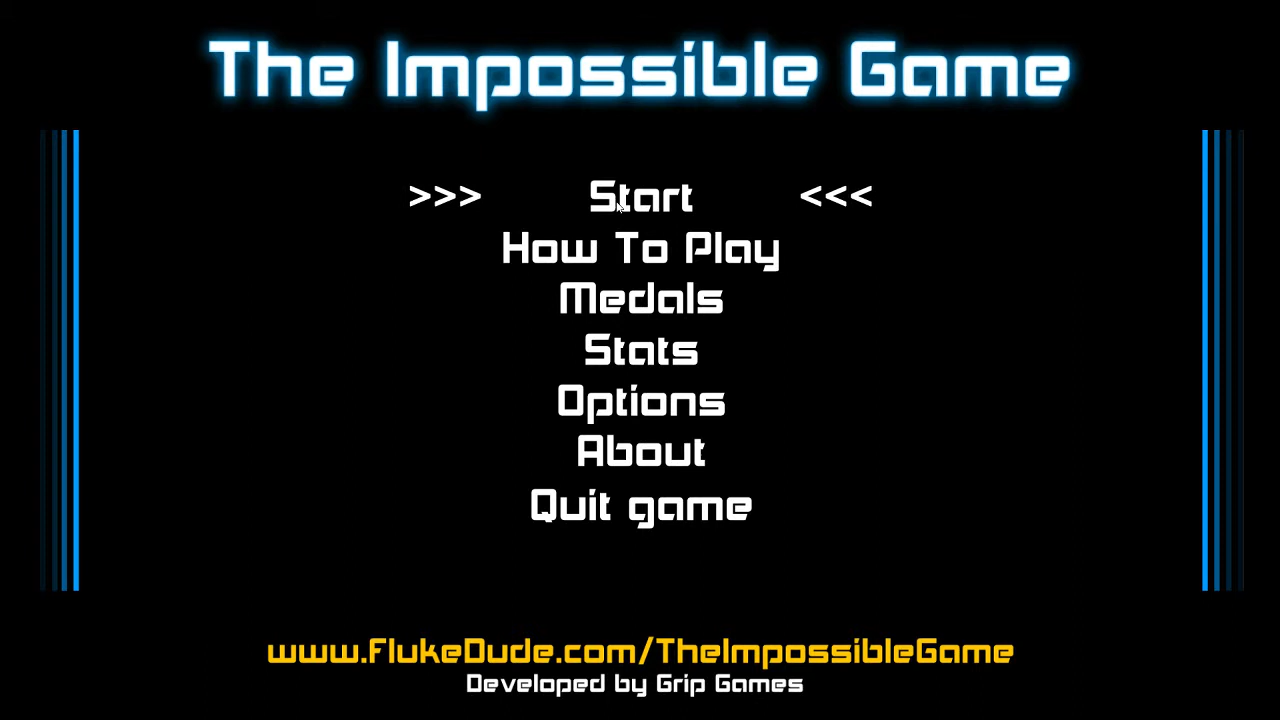 The Impossible Game
>>> Start <<<
How To Play
Medals
Stats
Options
About
Quit game
www.FlukeDude.com/TheImpossibleGame
Developed by Grip Games